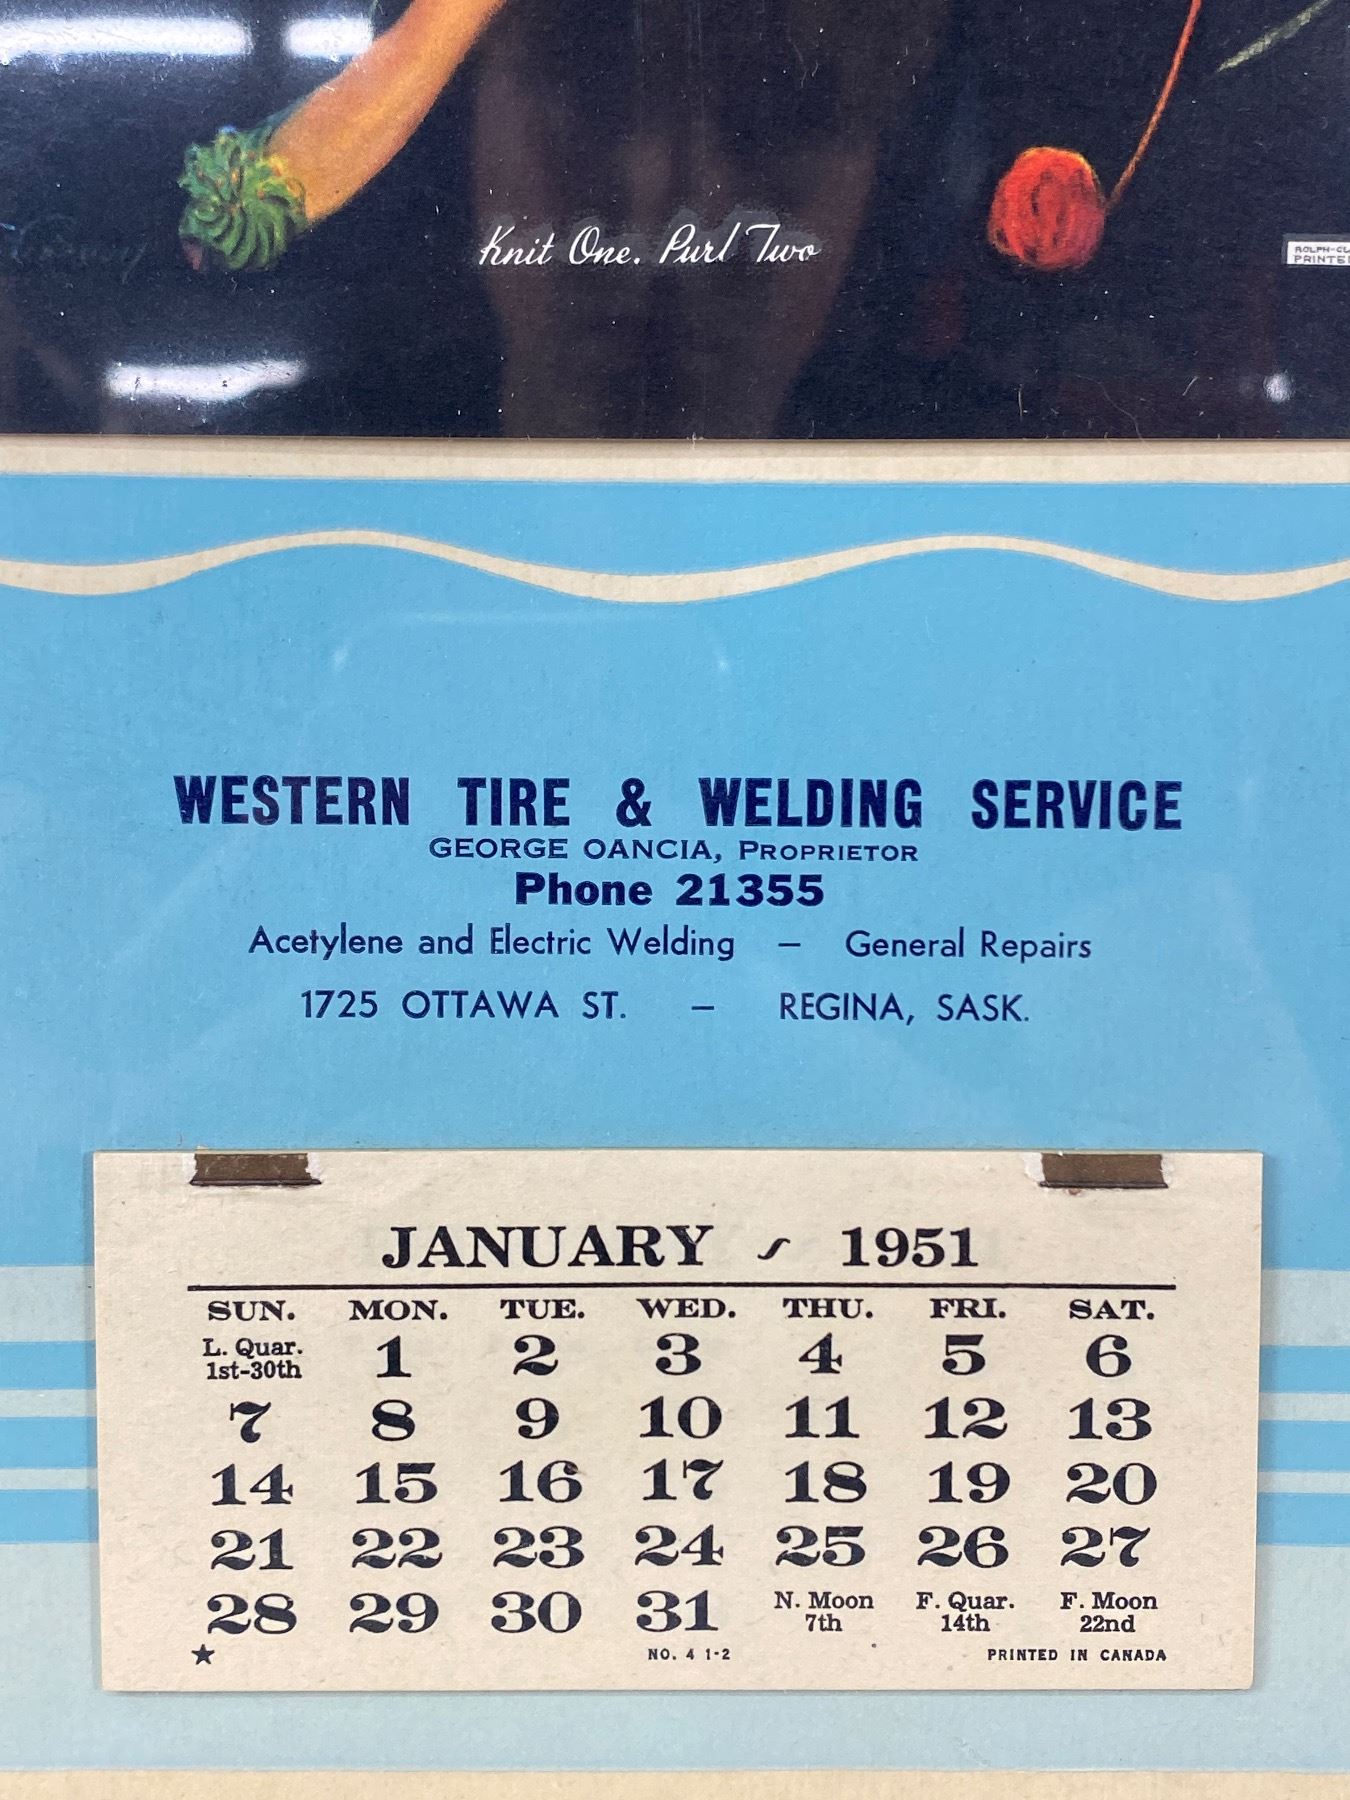 Knit One. Purl Two
ROLPH-CL
PRINTE
WESTERN TIRE & WELDING SERVICE
GEORGE OANCIA, PROPRIETOR
Phone 21355
Acetylene and Electric Welding – General Repairs
1725 OTTAWA ST. – REGINA, SASK.
JANUARY ~ 1951
SUN. MON. TUE. WED. THU. FRI. SAT.
L. Quar. 1st-30th 1 2 3 4 5 6
7 8 9 10 11 12 13
14 15 16 17 18 19 20
21 22 23 24 25 26 27
28 29 30 31 N. Moon 7th F. Quar. 14th F. Moon 22nd
★ NO. 4 1-2 PRINTED IN CANADA